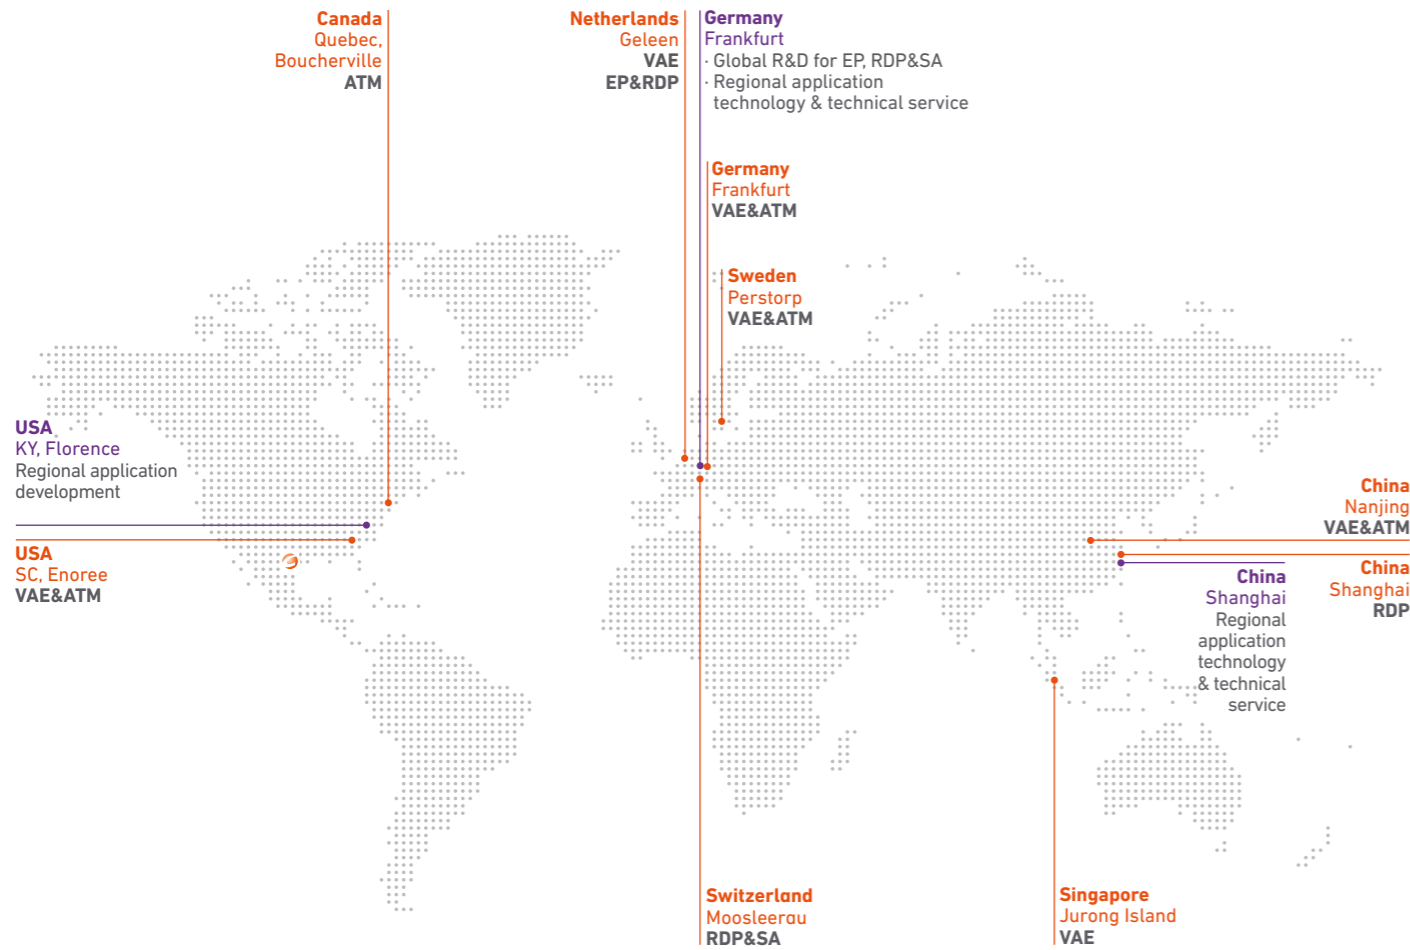 Canada
Quebec,
Boucherville
ATM
Netherlands
Geleen
VAE
EP&RDP
Germany
Frankfurt
· Global R&D for EP, RDP&SA
· Regional application
technology & technical service
Germany
Frankfurt
VAE&ATM
Sweden
Perstorp
VAE&ATM
USA
KY, Florence
Regional application
development
USA
SC, Enoree
VAE&ATM
China
Nanjing
VAE&ATM
China
Shanghai
RDP
China
Shanghai
Regional
application
technology
& technical
service
Switzerland
Moosleerau
RDP&SA
Singapore
Jurong Island
VAE